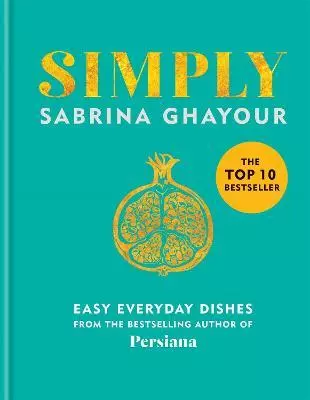 SIMPLY
SABRINA GHAYOUR
THE
TOP 10
BESTSELLER
EASY EVERYDAY DISHES
FROM THE BESTSELLING AUTHOR OF
Persiana